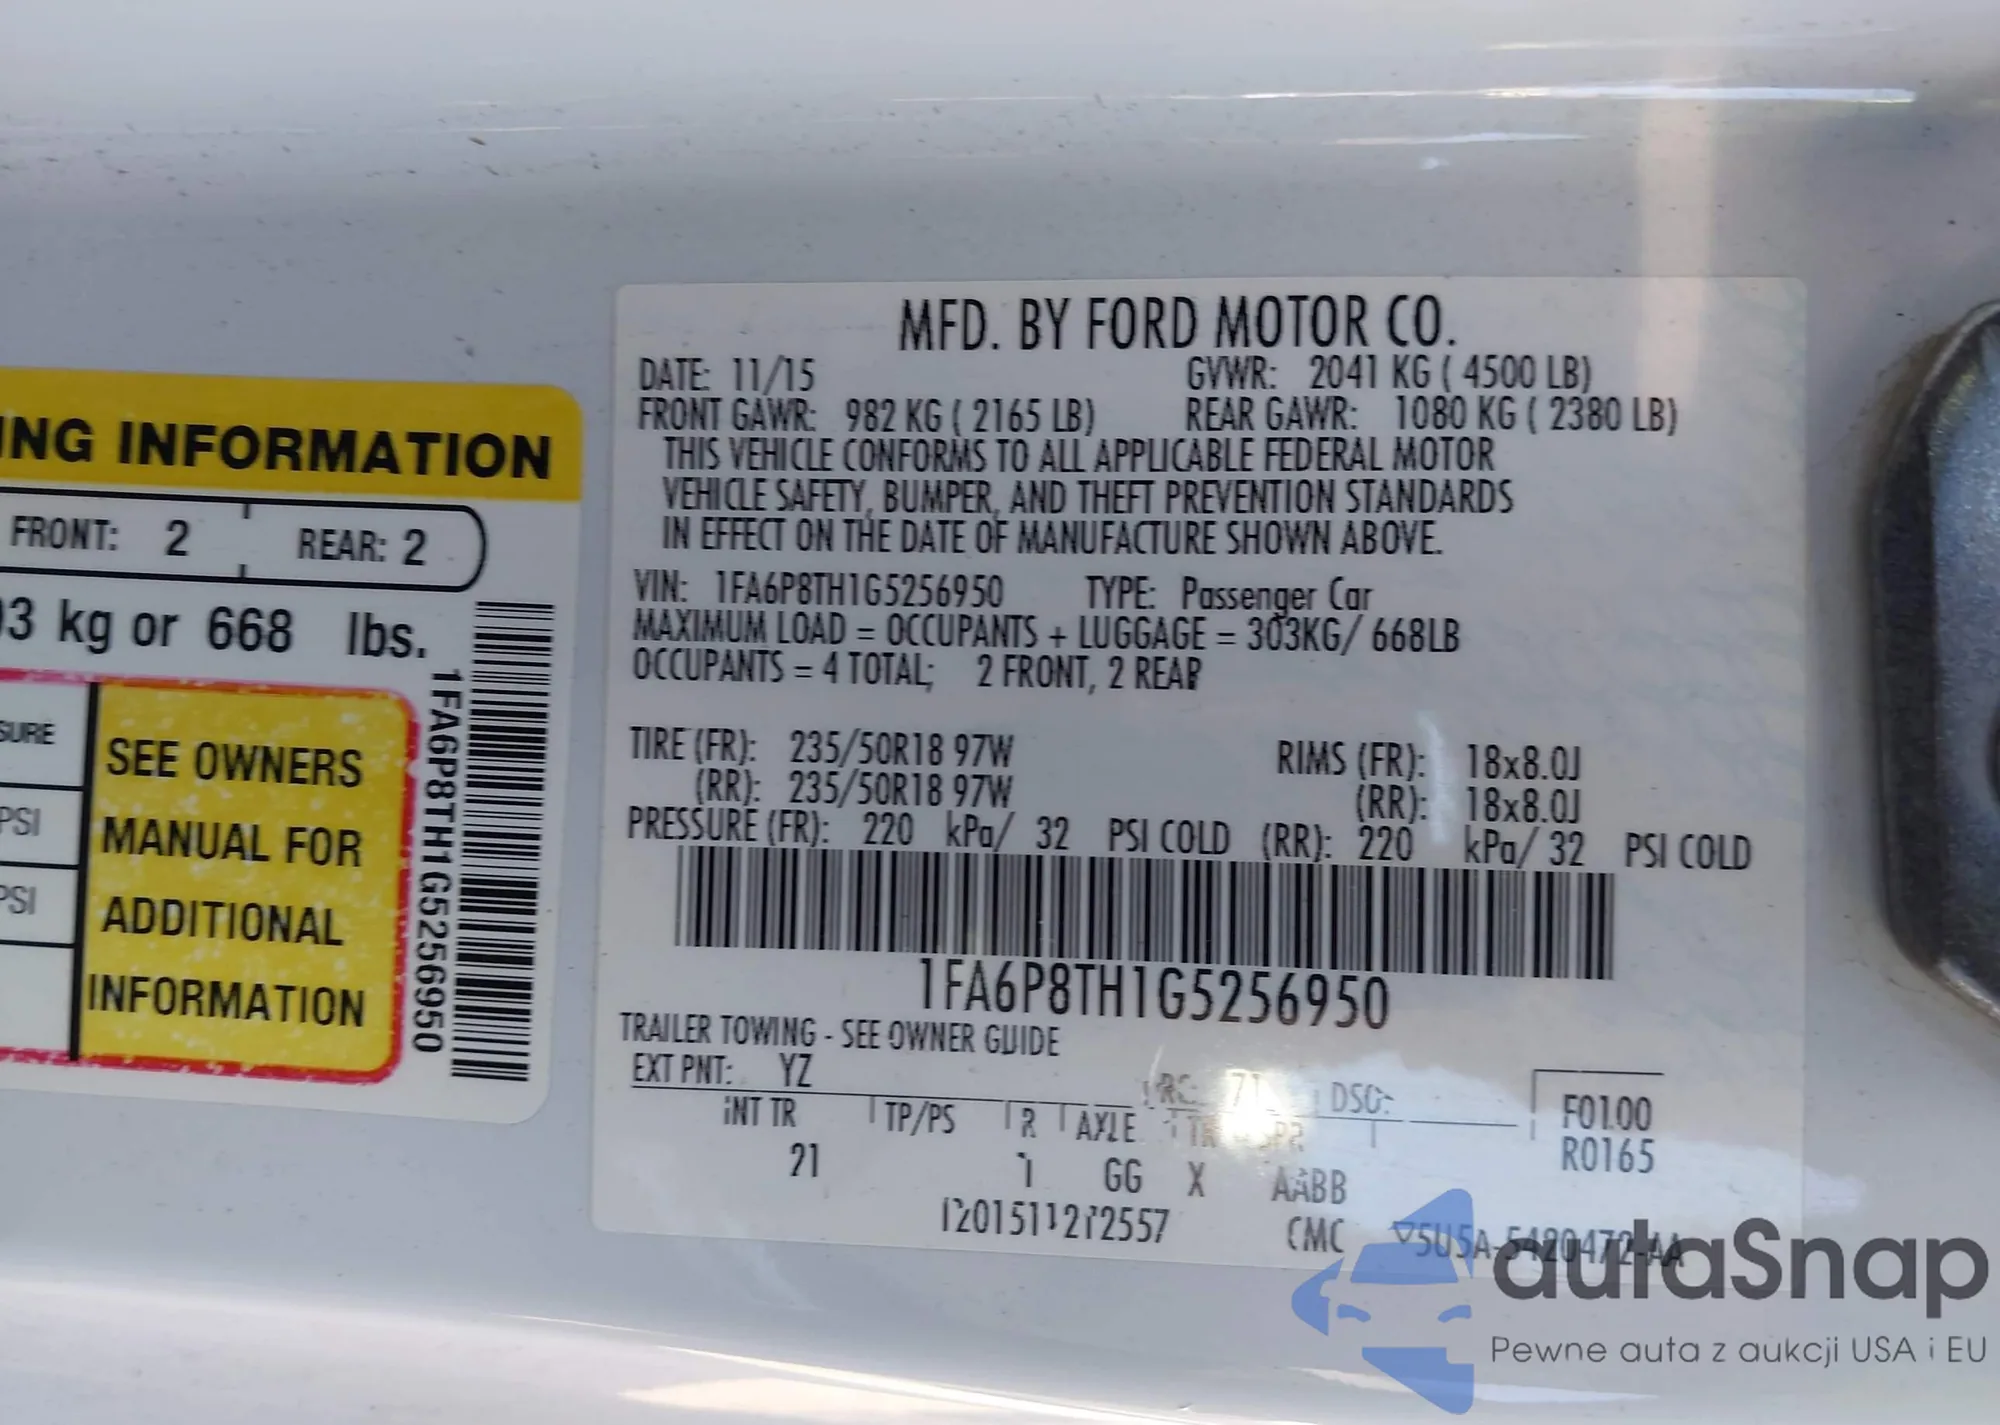 ING INFORMATION
FRONT: 2 REAR: 2
03 kg or 668 lbs.
SURE
PSI
PSI
SEE OWNERS
MANUAL FOR
ADDITIONAL
INFORMATION
1FA6P8TH1G5256950
MFD. BY FORD MOTOR CO.
DATE: 11/15 GVWR: 2041 KG ( 4500 LB)
FRONT GAWR: 982 KG ( 2165 LB) REAR GAWR: 1080 KG ( 2380 LB)
THIS VEHICLE CONFORMS TO ALL APPLICABLE FEDERAL MOTOR
VEHICLE SAFETY, BUMPER, AND THEFT PREVENTION STANDARDS
IN EFFECT ON THE DATE OF MANUFACTURE SHOWN ABOVE.
VIN: 1FA6P8TH1G5256950 TYPE: Passenger Car
MAXIMUM LOAD = OCCUPANTS + LUGGAGE = 303KG/ 668LB
OCCUPANTS = 4 TOTAL; 2 FRONT, 2 REAR
TIRE (FR): 235/50R18 97W RIMS (FR): 18x8.0J
(RR): 235/50R18 97W (RR): 18x8.0J
PRESSURE (FR): 220 kPa/ 32 PSI COLD (RR): 220 kPa/ 32 PSI COLD
1FA6P8TH1G5256950
TRAILER TOWING - SEE OWNER GUIDE
EXT PNT: YZ RC: 71 DSO: F0100
INT TR TP/PS R AXLE R0165
21 1 GG X AABB
CMC 5U5A-5420472-AA
autaSnap
Pewne auta z aukcji USA i EU